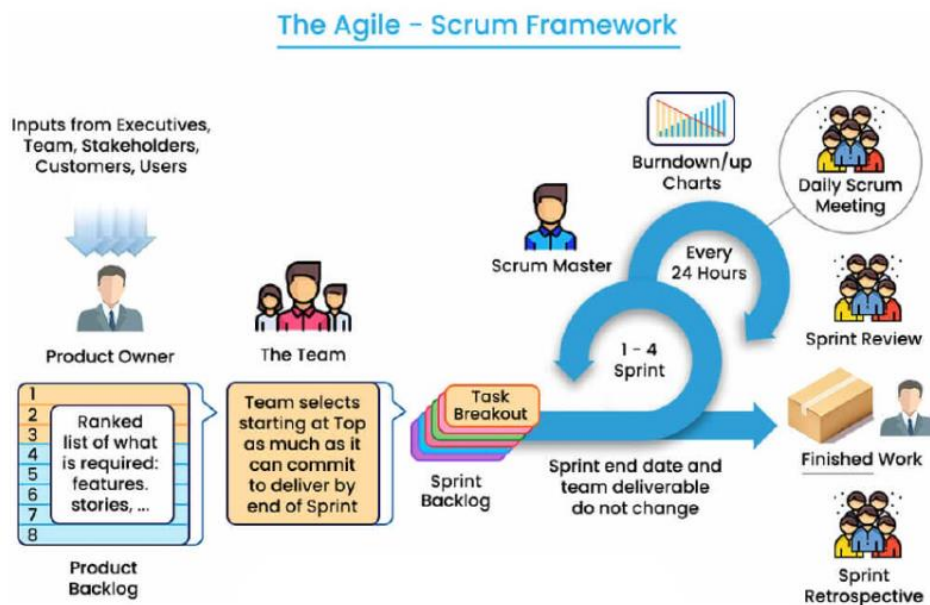 The Agile - Scrum Framework
Inputs from Executives,
Team, Stakeholders,
Customers, Users
Product Owner
1
2
3
4
5
6
7
8
Ranked
list of what
is required:
features.
stories, ...
Product
Backlog
The Team
Team selects
starting at Top
as much as it
can commit
to deliver by
end of Sprint
Task
Breakout
Sprint
Backlog
Scrum Master
Burndown/up
Charts
Every
24 Hours
1 - 4
Sprint
Sprint end date and
team deliverable
do not change
Daily Scrum
Meeting
Sprint Review
Finished Work
Sprint
Retrospective